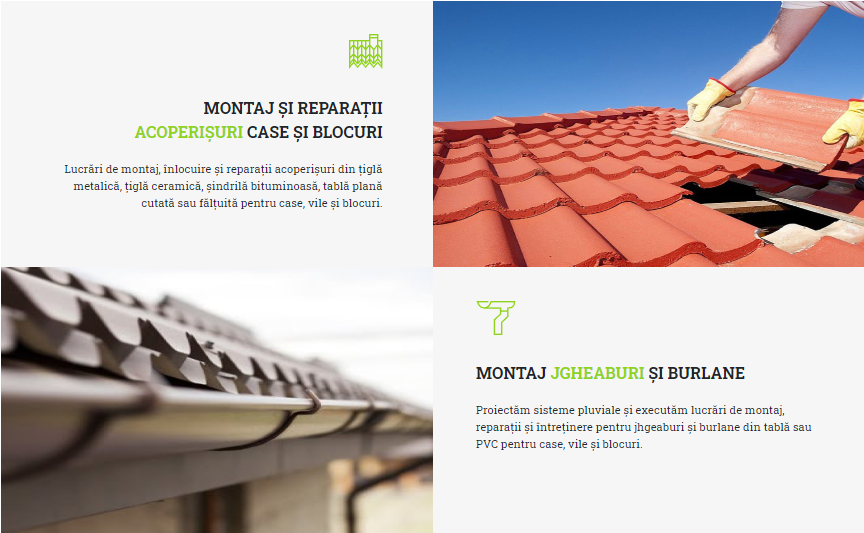 MONTAJ ȘI REPARAȚII
ACOPERIȘURI CASE ȘI BLOCURI
Lucrări de montaj, înlocuire și reparații acoperișuri din țiglă
metalică, țiglă ceramică, șindrilă bituminoasă, tablă plană
cutată sau fălțuită pentru case, vile și blocuri.
MONTAJ JGHEABURI ȘI BURLANE
Proiectăm sisteme pluviale și executăm lucrări de montaj,
reparații și întreținere pentru jhgeaburi și burlane din tablă sau
PVC pentru case, vile și blocuri.